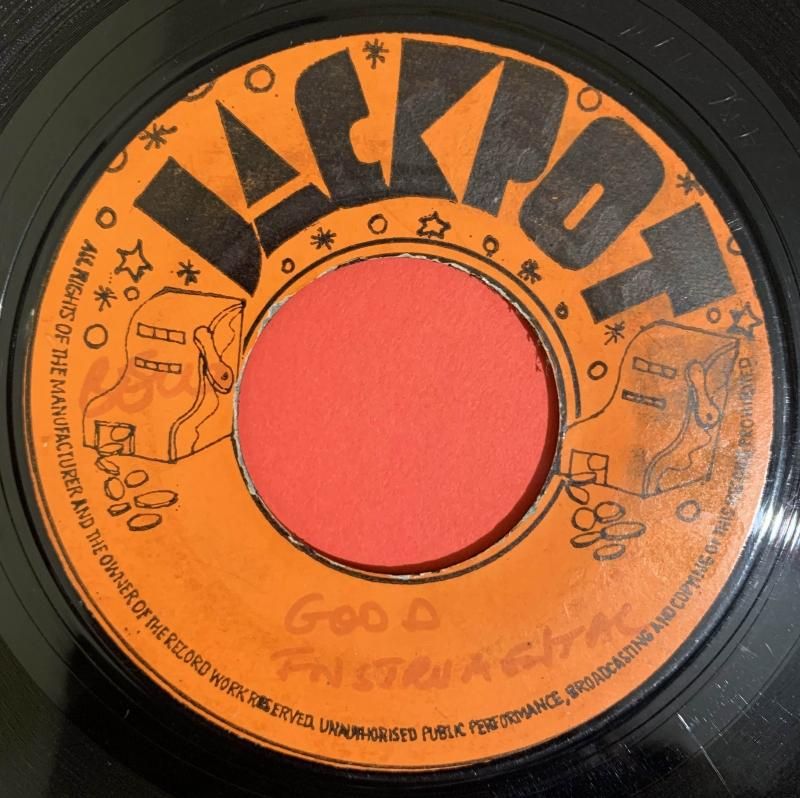 JACKPOT
ALL RIGHTS OF THE MANUFACTURER AND THE OWNER OF THE RECORD WORK RESERVED. UNAUTHORISED PUBLIC PERFORMANCE, BROADCASTING AND COPYING OF THIS RECORD PROHIBITED
GOOD
INSTRUMENTAL